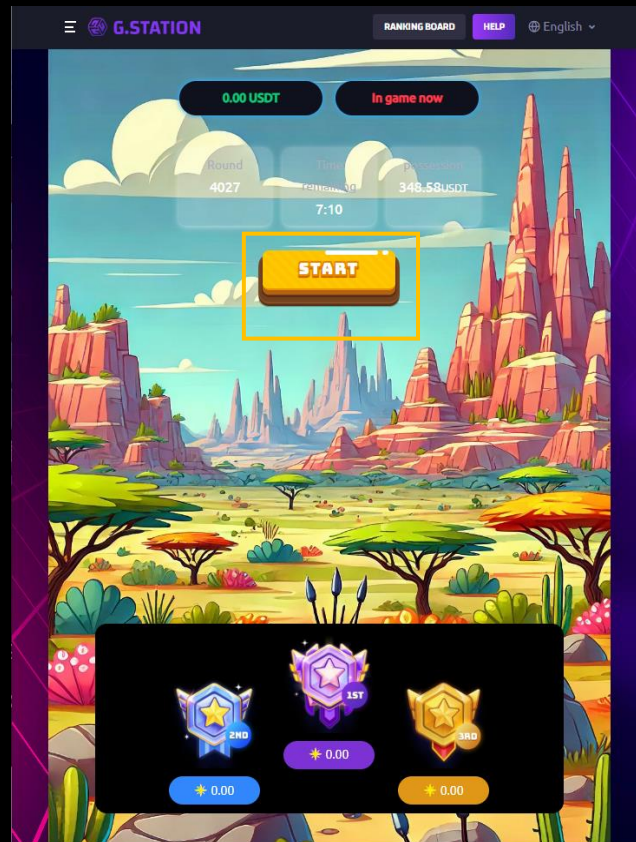 G.STATION
RANKING BOARD
HELP
English
0.00 USDT
In game now
Round
4027
Time
remaining
7:10
possession
348.58USDT
START
1ST
2ND
3RD
0.00
0.00
0.00